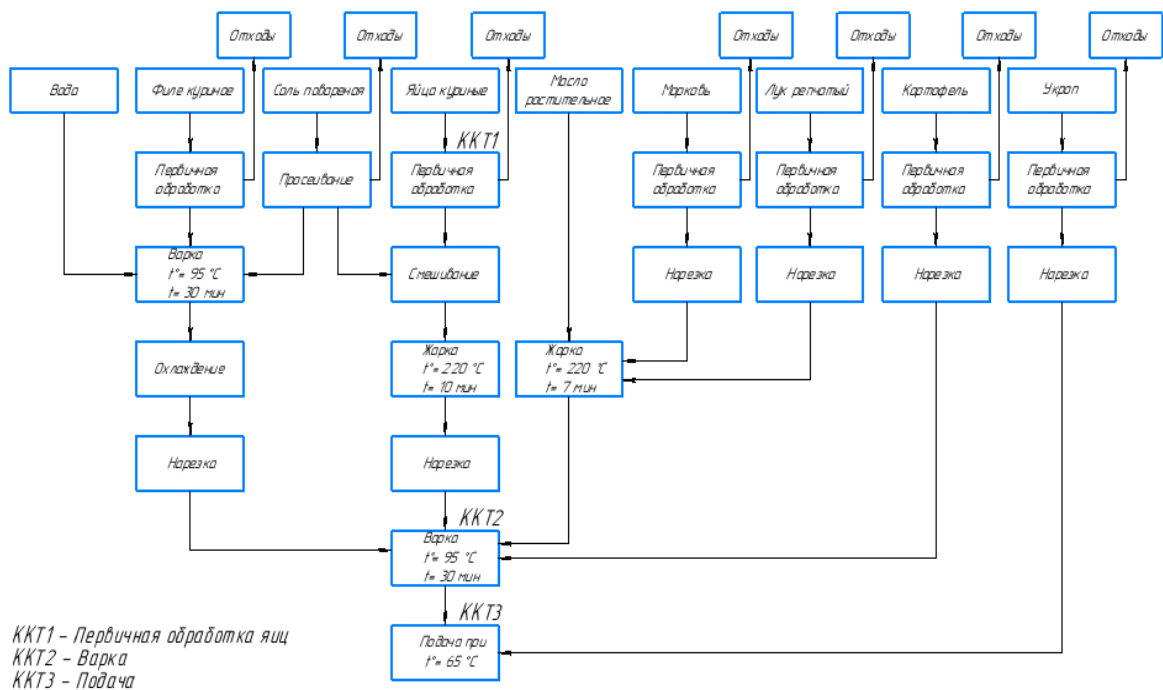 Отходы
Отходы
Отходы
Отходы
Отходы
Отходы
Отходы
Вода
Филе куриное
Соль повареная
Яйца куриные
Масло
растительное
Морковь
Лук репчатый
Картофель
Укроп
ККТ1
Первичная
обработка
Просеивание
Первичная
обработка
Первичная
обработка
Первичная
обработка
Первичная
обработка
Первичная
обработка
Варка
t°= 95 °C
t= 30 мин
Смешивание
Нарезка
Нарезка
Нарезка
Нарезка
Охлаждение
Жарка
t°= 220 °C
t= 10 мин
Жарка
t°= 220 °C
t= 7 мин
Нарезка
Нарезка
ККТ2
Варка
t°= 95 °C
t= 30 мин
ККТ3
Подача при
t°= 65 °C
ККТ1 – Первичная обработка яиц
ККТ2 – Варка
ККТ3 – Подача